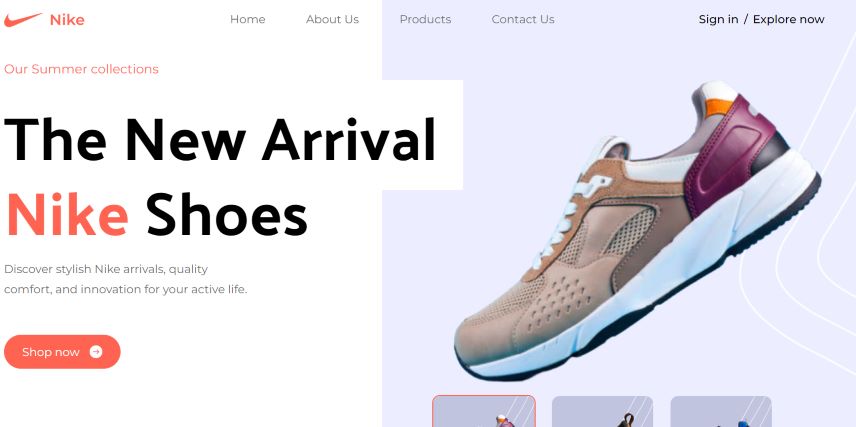 Nike
Home
About Us
Products
Contact Us
Sign in / Explore now
Our Summer collections
The New Arrival
Nike Shoes
Discover stylish Nike arrivals, quality
comfort, and innovation for your active life.
Shop now